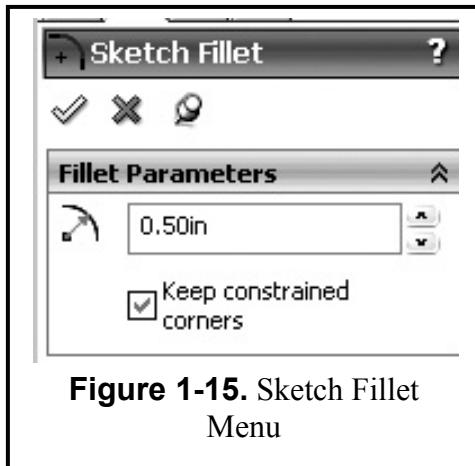 Sketch Fillet ?
Fillet Parameters
0.50in
Keep constrained
corners
Figure 1-15. Sketch Fillet
Menu